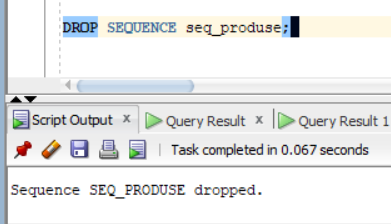 DROP SEQUENCE seq_produse;
Script Output x Query Result x Query Result 1
Task completed in 0.067 seconds
Sequence SEQ_PRODUSE dropped.